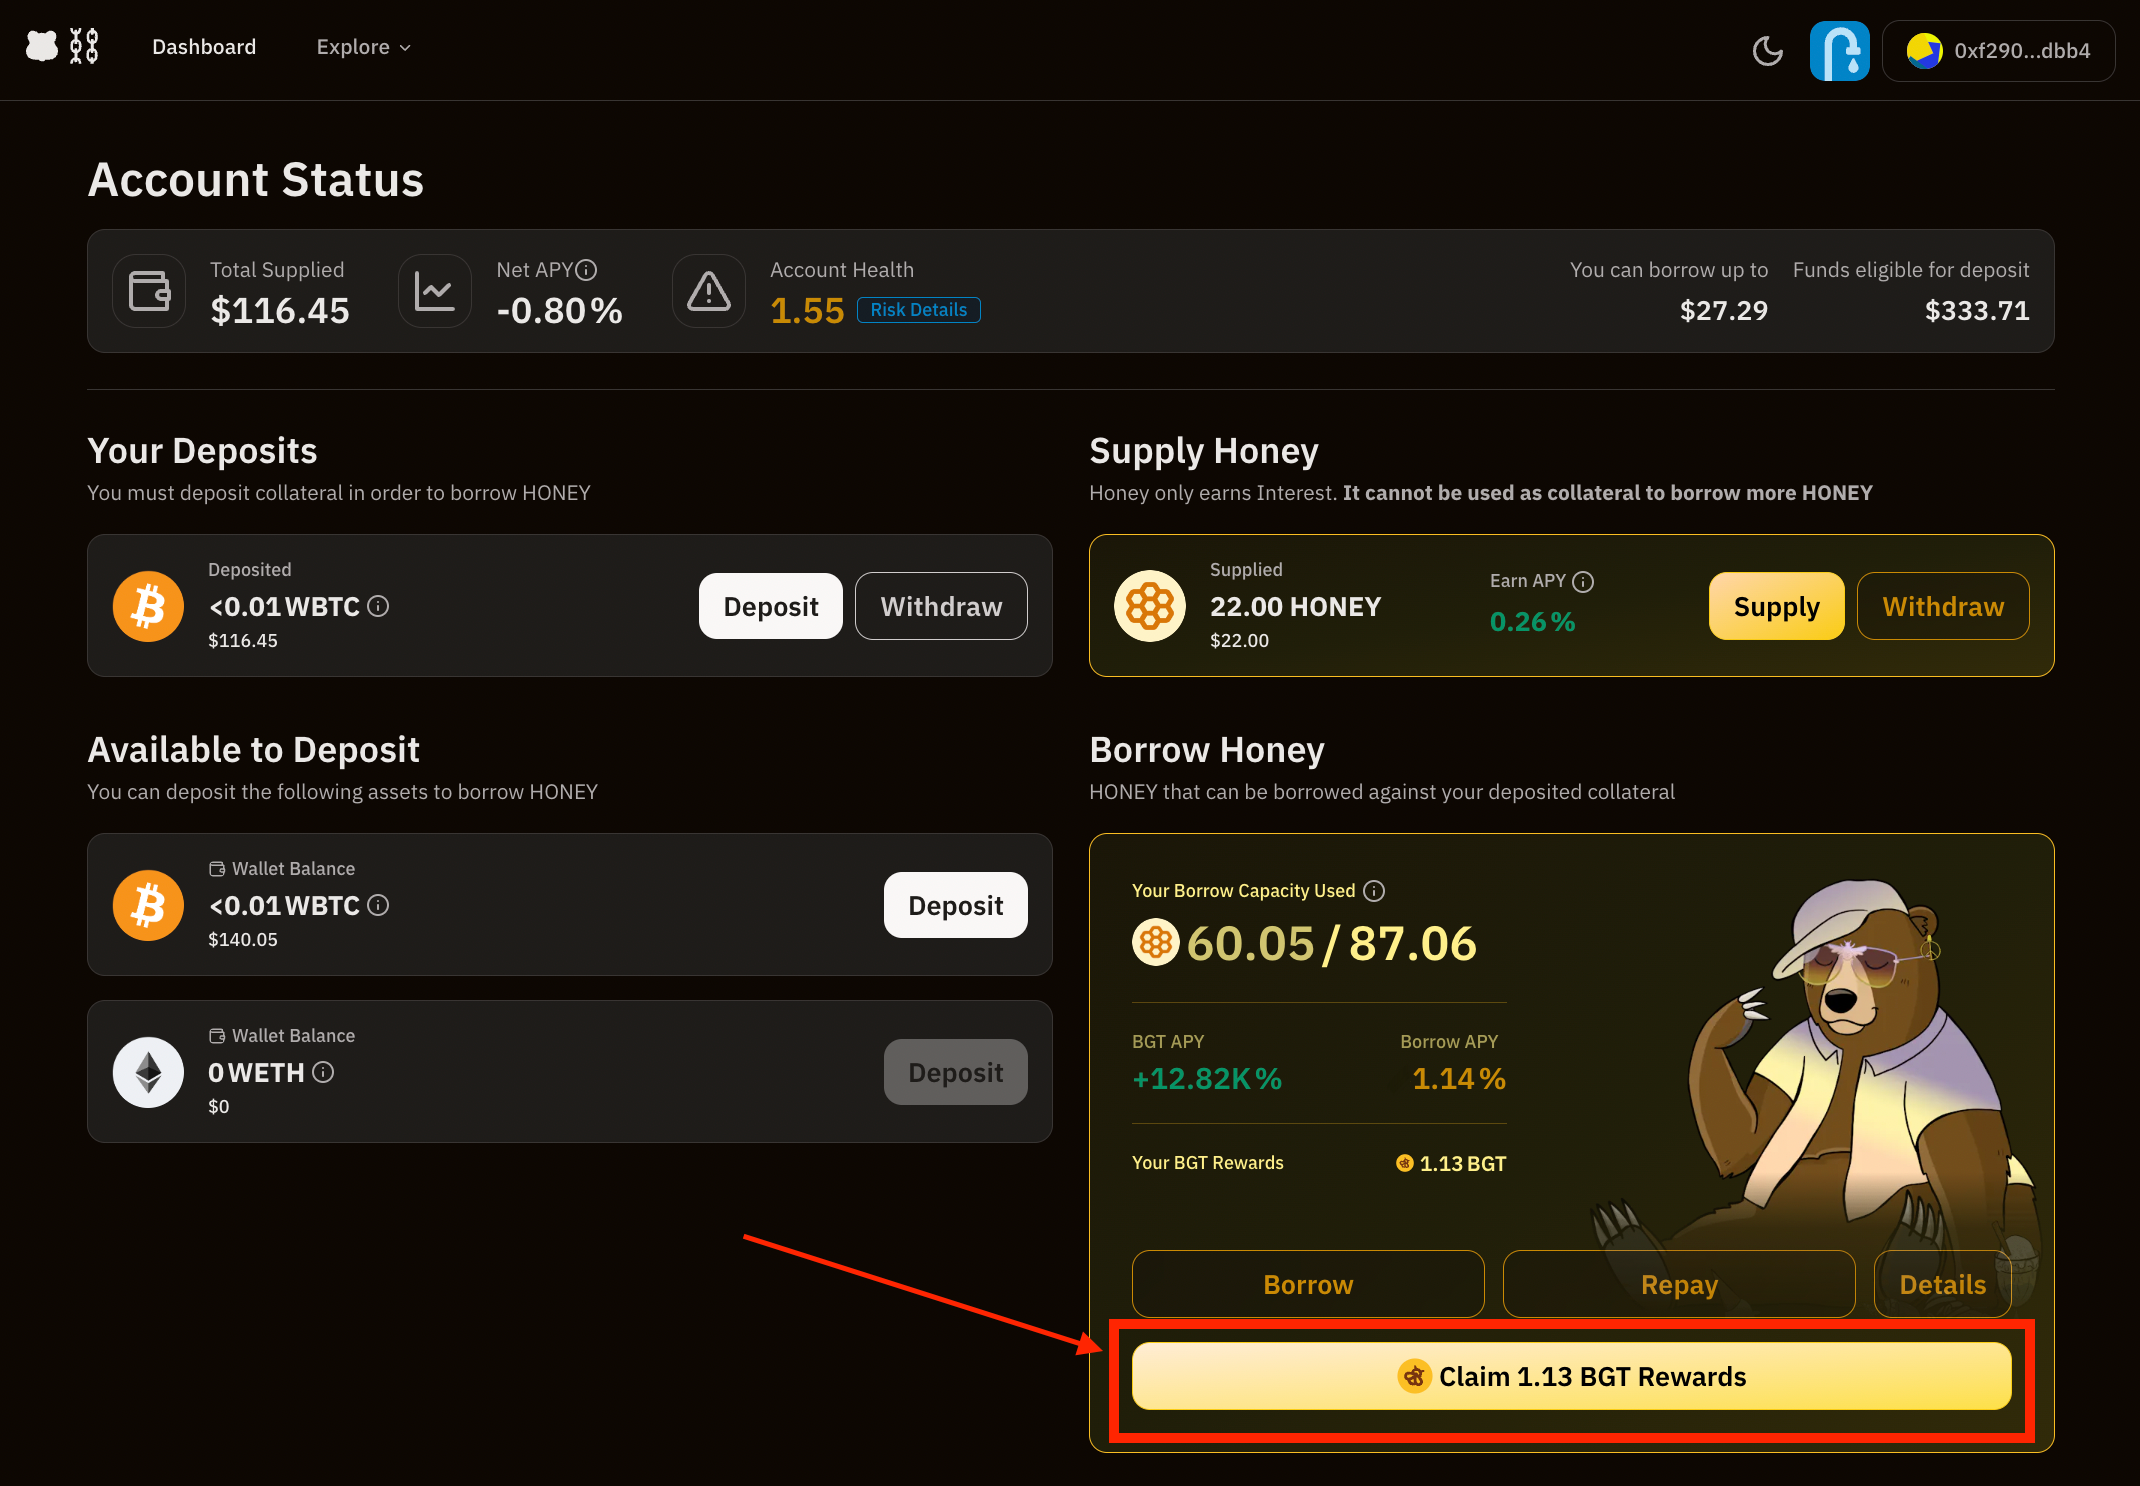 Dashboard
Explore
0xf290...dbb4
Account Status
Total Supplied
$116.45
Net APY
-0.80%
Account Health
1.55 Risk Details
You can borrow up to
$27.29
Funds eligible for deposit
$333.71
Your Deposits
You must deposit collateral in order to borrow HONEY
Deposited
<0.01 WBTC
$116.45
Deposit
Withdraw
Supply Honey
Honey only earns Interest. It cannot be used as collateral to borrow more HONEY
Supplied
22.00 HONEY
$22.00
Earn APY
0.26%
Supply
Withdraw
Available to Deposit
You can deposit the following assets to borrow HONEY
Wallet Balance
<0.01 WBTC
$140.05
Deposit
Wallet Balance
0 WETH
$0
Deposit
Borrow Honey
HONEY that can be borrowed against your deposited collateral
Your Borrow Capacity Used
60.05 / 87.06
BGT APY
+12.82K%
Borrow APY
1.14%
Your BGT Rewards
1.13 BGT
Borrow
Repay
Details
Claim 1.13 BGT Rewards